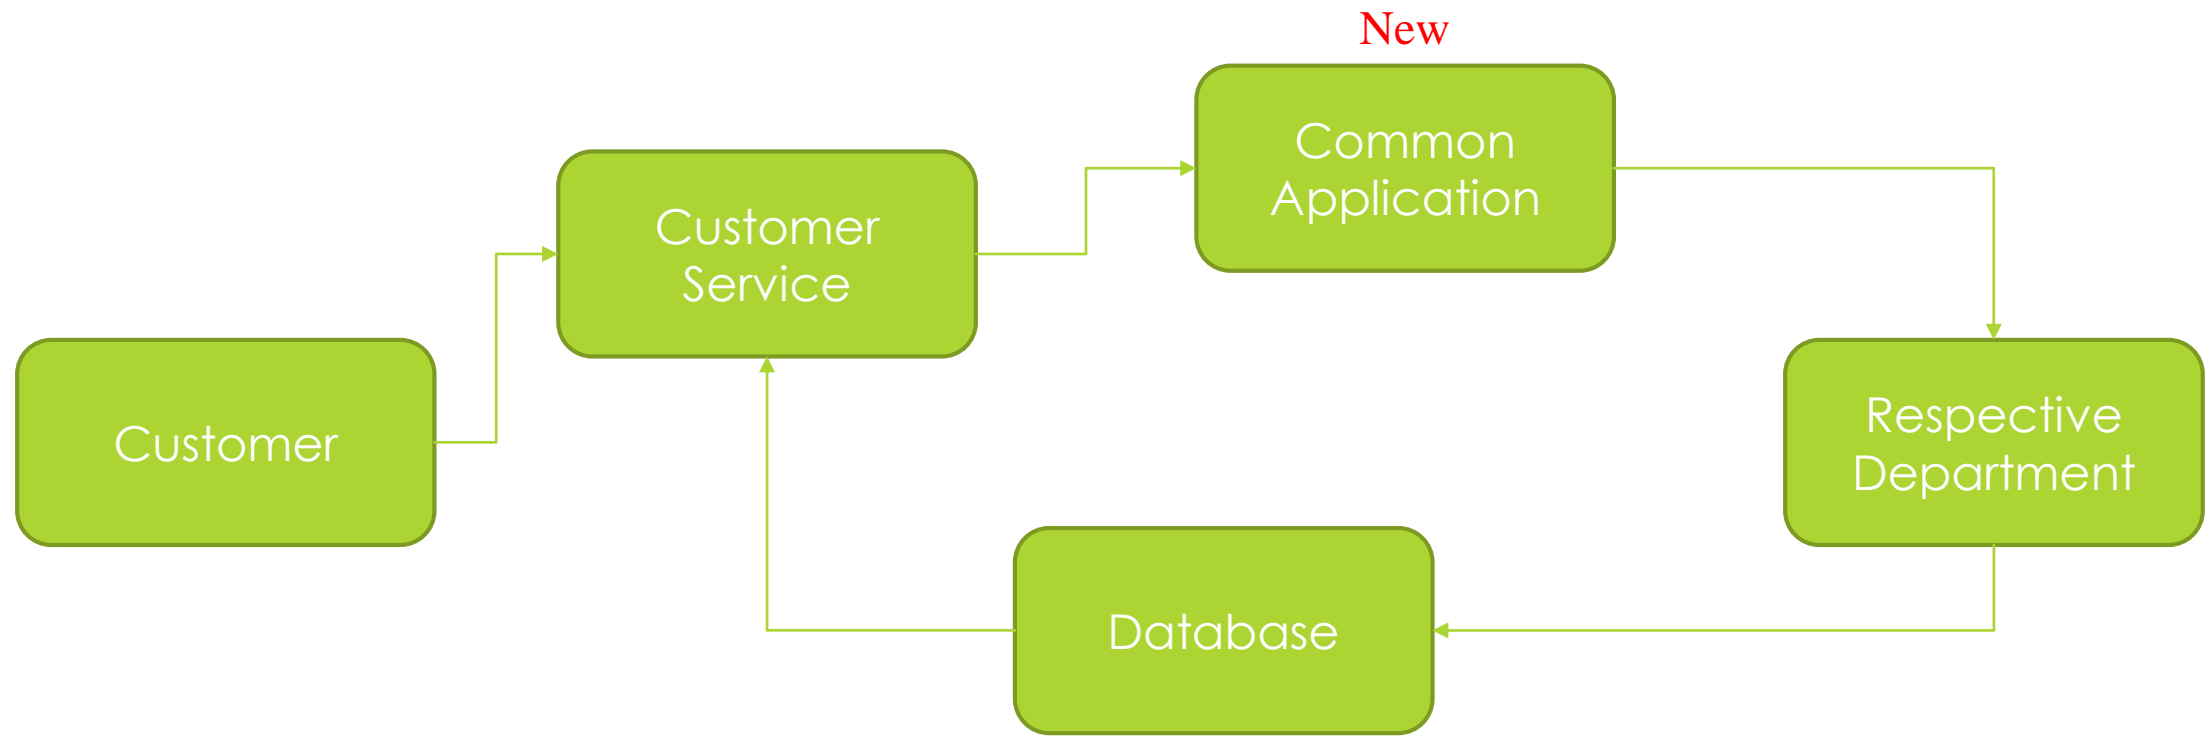 New
Common
Application
Customer
Service
Customer
Respective
Department
Database